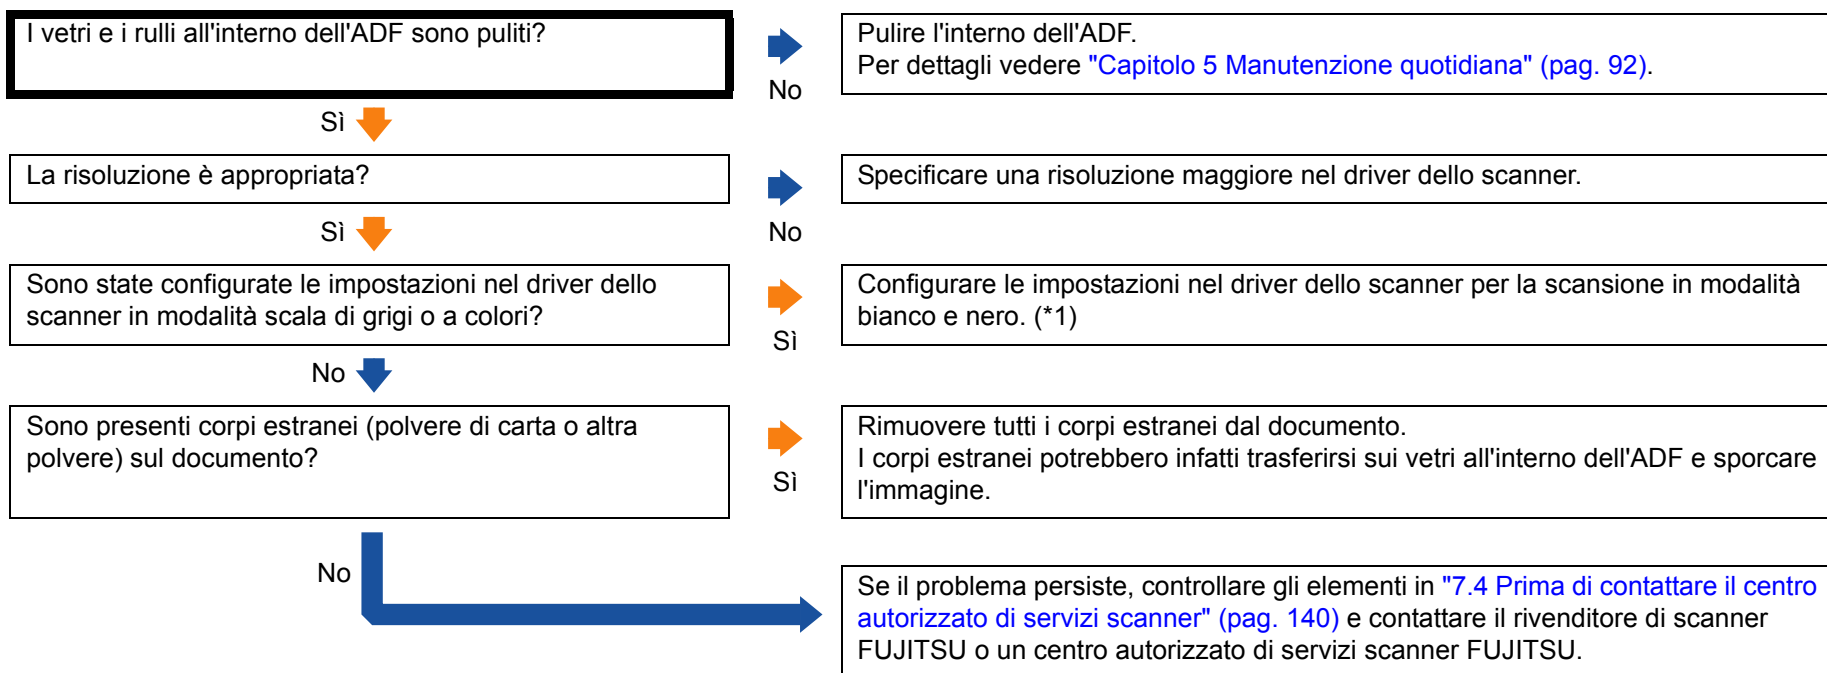 I vetri e i rulli all'interno dell'ADF sono puliti?
Pulire l'interno dell'ADF.
Per dettagli vedere "Capitolo 5 Manutenzione quotidiana" (pag. 92).
No
Sì
La risoluzione è appropriata?
Specificare una risoluzione maggiore nel driver dello scanner.
Sì
No
Sono state configurate le impostazioni nel driver dello
scanner in modalità scala di grigi o a colori?
Configurare le impostazioni nel driver dello scanner per la scansione in modalità
bianco e nero. (*1)
Sì
No
Sono presenti corpi estranei (polvere di carta o altra
polvere) sul documento?
Rimuovere tutti i corpi estranei dal documento.
I corpi estranei potrebbero infatti trasferirsi sui vetri all'interno dell'ADF e sporcare
l'immagine.
Sì
No
Se il problema persiste, controllare gli elementi in "7.4 Prima di contattare il centro
autorizzato di servizi scanner" (pag. 140) e contattare il rivenditore di scanner
FUJITSU o un centro autorizzato di servizi scanner FUJITSU.